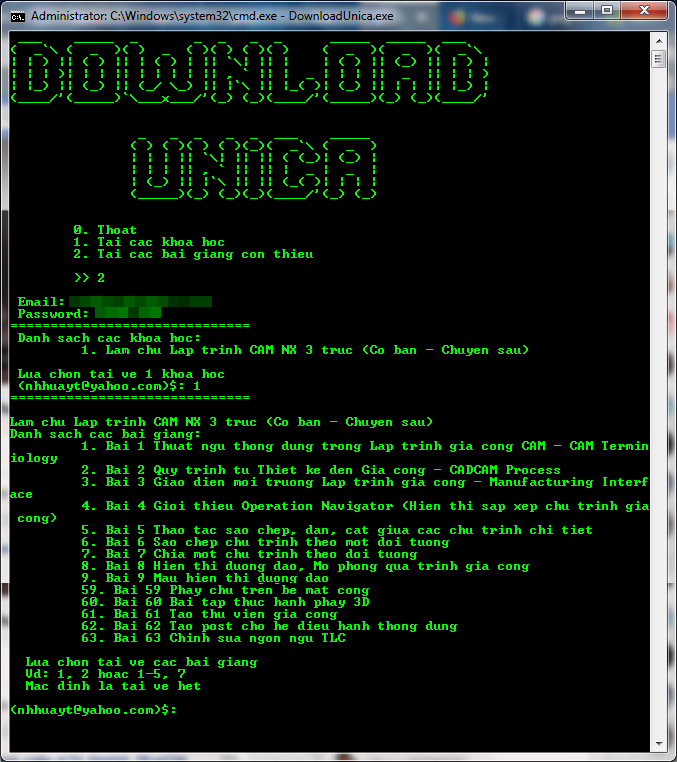 Administrator: C:\Windows\system32\cmd.exe - DownloadUnica.exe
DOWNLOAD
UNICA
0. Thoat
1. Tai cac khoa hoc
2. Tai cac bai giang con thieu
>> 2
Email:
Password:
==============================
Danh sach cac khoa hoc:
1. Lam chu Lap trinh CAM NX 3 truc (Co ban - Chuyen sau)
Lua chon tai ve 1 khoa hoc
(nhhuayt@yahoo.com)$: 1
==============================
Lam chu Lap trinh CAM NX 3 truc (Co ban - Chuyen sau)
Danh sach cac bai giang:
1. Bai 1 Thuat ngu thong dung trong Lap trinh gia cong CAM - CAM Termin
iology
2. Bai 2 Quy trinh tu Thiet ke den Gia cong - CADCAM Process
3. Bai 3 Giao dien moi truong Lap trinh gia cong - Manufacturing Interf
ace
4. Bai 4 Gioi thieu Operation Navigator (Hien thi sap xep chu trinh gia
cong)
5. Bai 5 Thao tac sao chep, dan, cat giua cac chu trinh chi tiet
6. Bai 6 Sao chep chu trinh theo mot doi tuong
7. Bai 7 Chia mot chu trinh theo doi tuong
8. Bai 8 Hien thi duong dao, Mo phong qua trinh gia cong
9. Bai 9 Mau hien thi duong dao
59. Bai 59 Phay chu tren be mat cong
60. Bai 60 Bai tap thuc hanh phay 3D
61. Bai 61 Tao thu vien gia cong
62. Bai 62 Tao post cho he dieu hanh thong dung
63. Bai 63 Chinh sua ngon ngu TLC
Lua chon tai ve cac bai giang
Vd: 1, 2 hoac 1-5, 7
Mac dinh la tai ve het
(nhhuayt@yahoo.com)$: